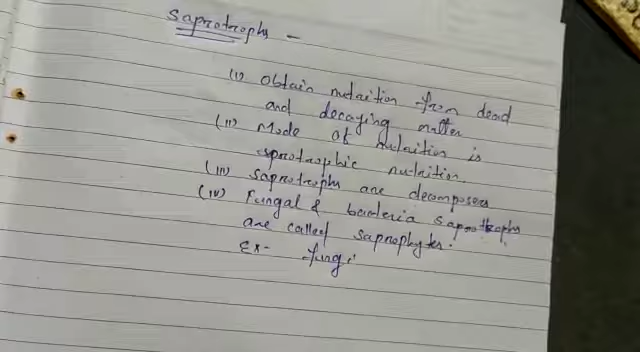 Saprotrophs -
(i) Obtain nutrition from dead
and decaying matter
(ii) Mode of nutrition is
sprotrophic nutrition
(iii) Saprotrophs are decomposers
(iv) Fungal & bacteria saprotrophs
are called saprophytes.
Ex- fungi